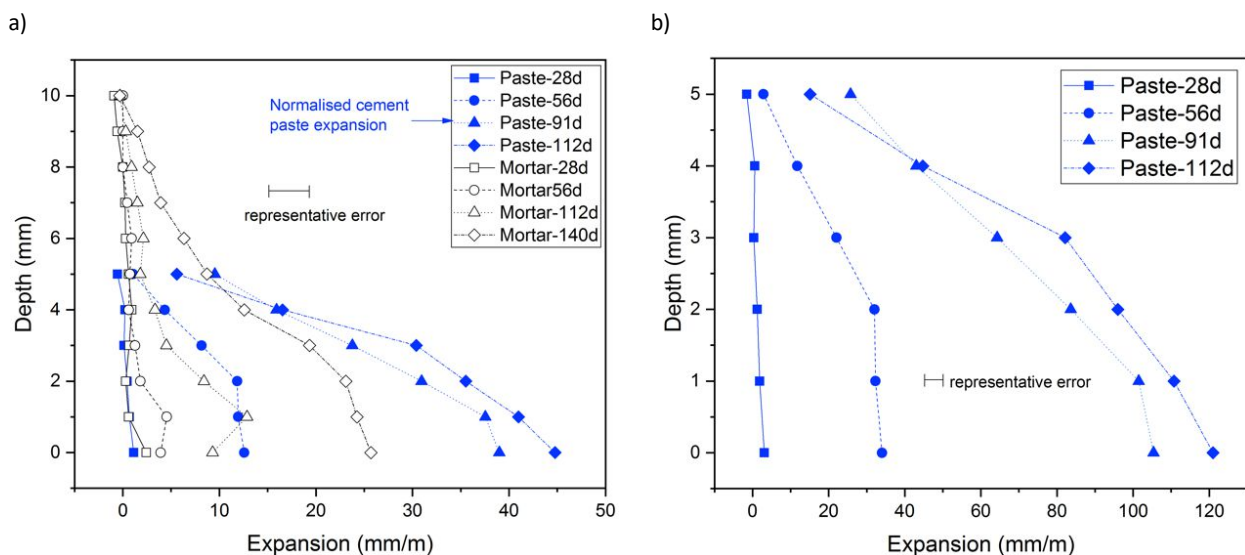 a)
b)
Depth (mm)
10
8
6
4
2
0
0
10
20
30
40
50
Expansion (mm/m)
Normalised cement
paste expansion
representative error
Paste-28d
Paste-56d
Paste-91d
Paste-112d
Mortar-28d
Mortar56d
Mortar-112d
Mortar-140d
Depth (mm)
5
4
3
2
1
0
0
20
40
60
80
100
120
Expansion (mm/m)
representative error
Paste-28d
Paste-56d
Paste-91d
Paste-112d